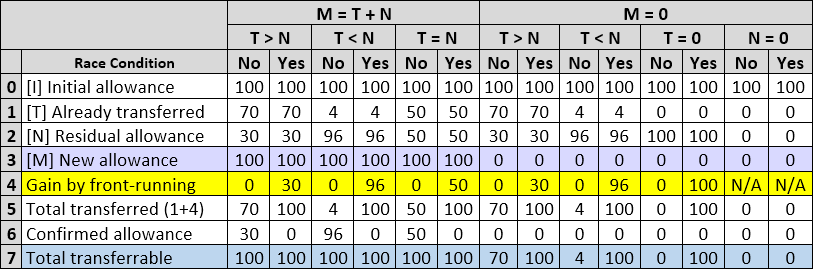 M = T + N M = 0
T > N T < N T = N T > N T < N T = 0 N = 0
Race Condition No Yes No Yes No Yes No Yes No Yes No Yes No Yes
0 [I] Initial allowance 100 100 100 100 100 100 100 100 100 100 100 100 100 100
1 [T] Already transferred 70 70 4 4 50 50 70 70 4 4 0 0 0 0
2 [N] Residual allowance 30 30 96 96 50 50 30 30 96 96 100 100 0 0
3 [M] New allowance 100 100 100 100 100 100 0 0 0 0 0 0 0 0
4 Gain by front-running 0 30 0 96 0 50 0 30 0 96 0 100 N/A N/A
5 Total transferred (1+4) 70 100 4 100 50 100 70 100 4 100 0 100 0 0
6 Confirmed allowance 30 0 96 0 50 0 0 0 0 0 0 0 0 0
7 Total transferrable 100 100 100 100 100 100 70 100 4 100 0 100 0 0